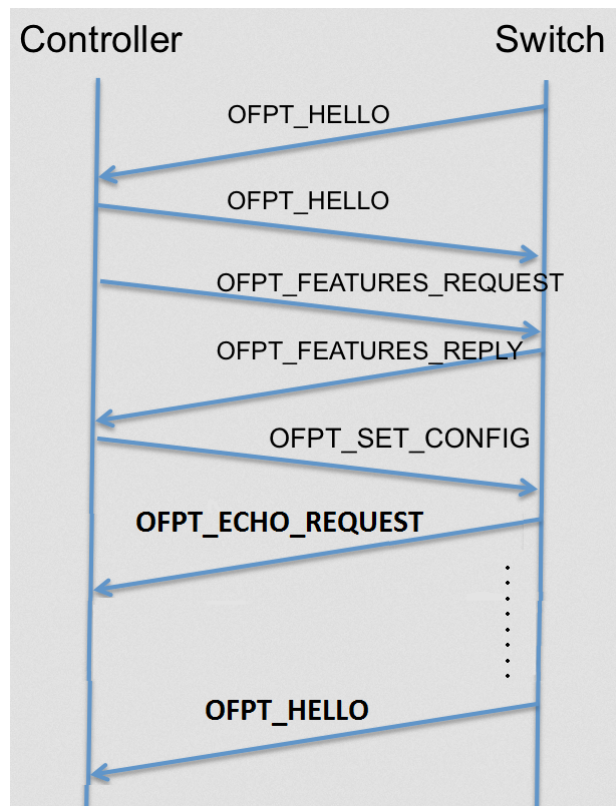 Controller
Switch
OFPT_HELLO
OFPT_HELLO
OFPT_FEATURES_REQUEST
OFPT_FEATURES_REPLY
OFPT_SET_CONFIG
OFPT_ECHO_REQUEST
OFPT_HELLO